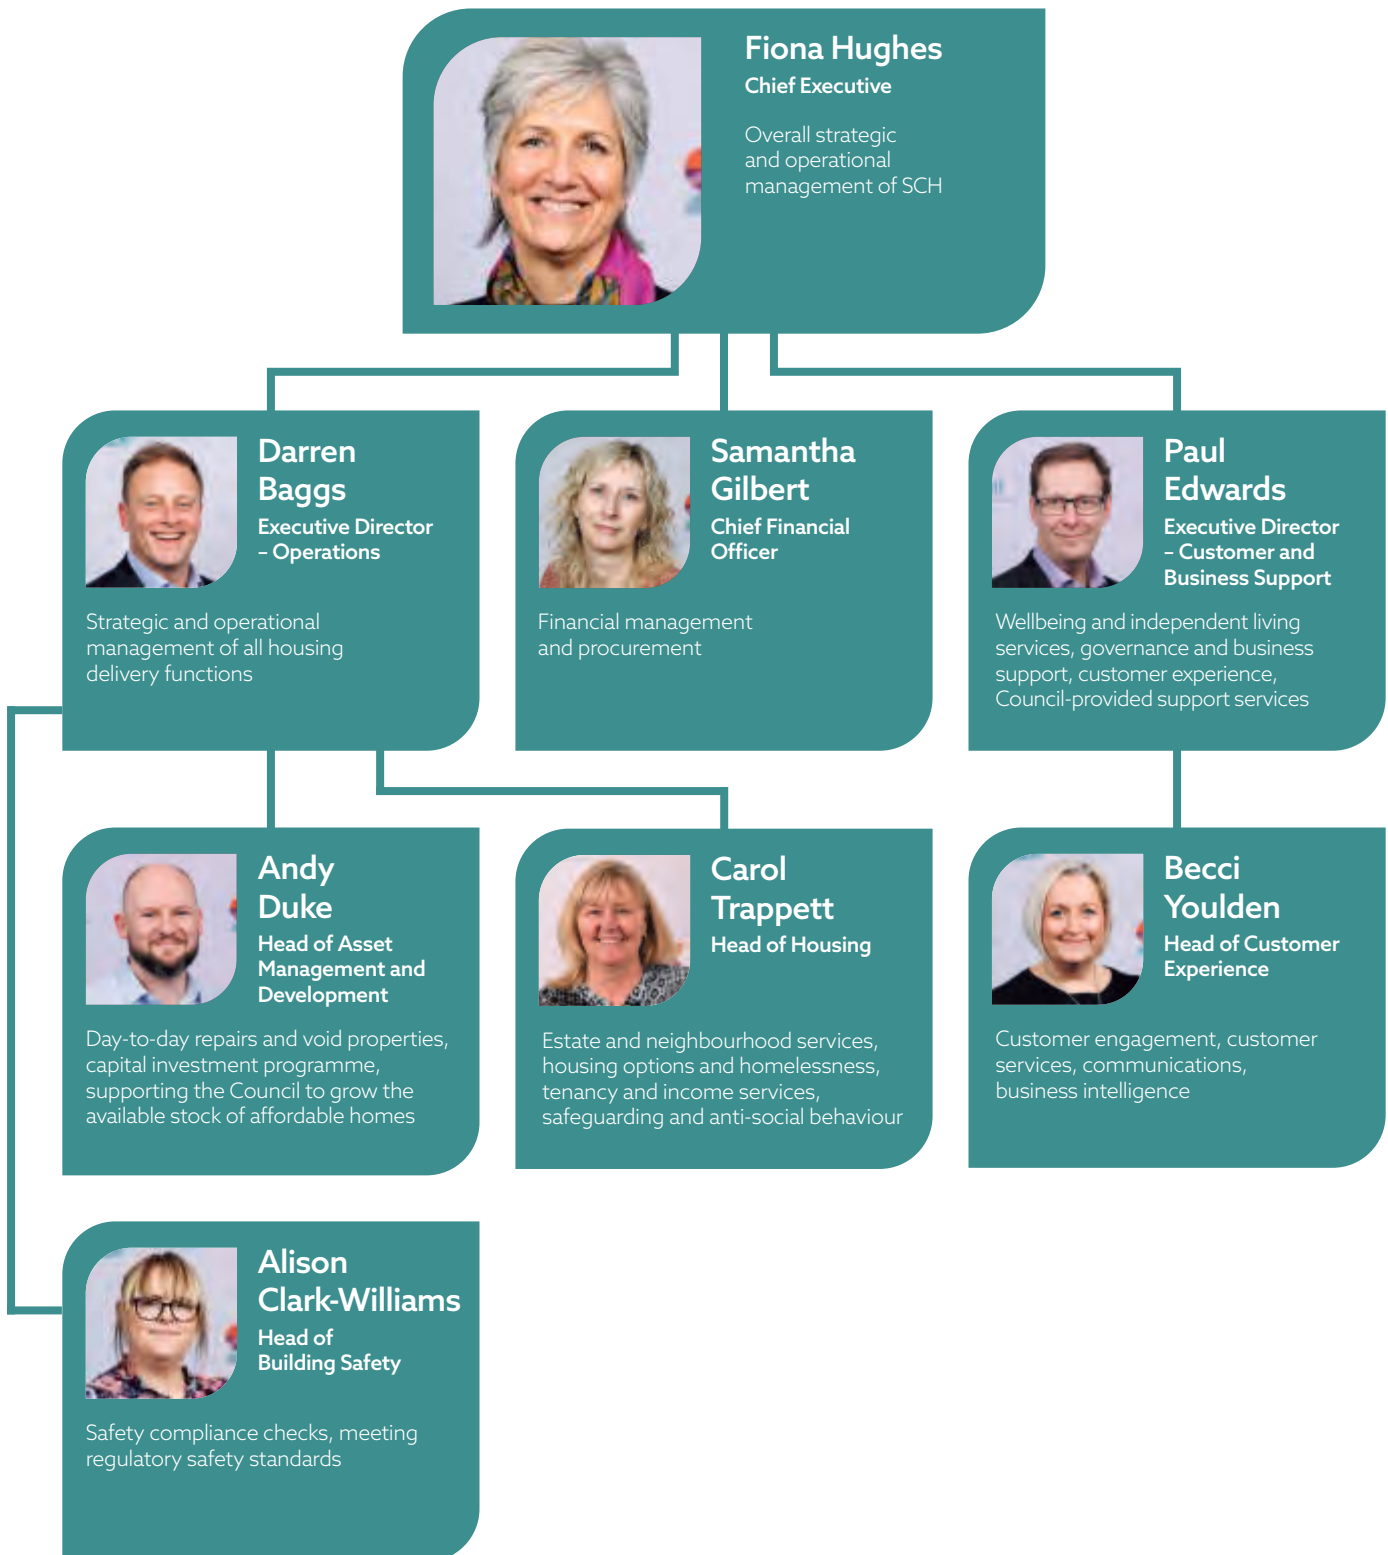 Fiona Hughes
Chief Executive
Overall strategic
and operational
management of SCH
Darren
Baggs
Executive Director
– Operations
Strategic and operational
management of all housing
delivery functions
Samantha
Gilbert
Chief Financial
Officer
Financial management
and procurement
Paul
Edwards
Executive Director
– Customer and
Business Support
Wellbeing and independent living
services, governance and business
support, customer experience,
Council-provided support services
Andy
Duke
Head of Asset
Management and
Development
Day-to-day repairs and void properties,
capital investment programme,
supporting the Council to grow the
available stock of affordable homes
Carol
Trappett
Head of Housing
Estate and neighbourhood services,
housing options and homelessness,
tenancy and income services,
safeguarding and anti-social behaviour
Becci
Youlden
Head of Customer
Experience
Customer engagement, customer
services, communications,
business intelligence
Alison
Clark-Williams
Head of
Building Safety
Safety compliance checks, meeting
regulatory safety standards